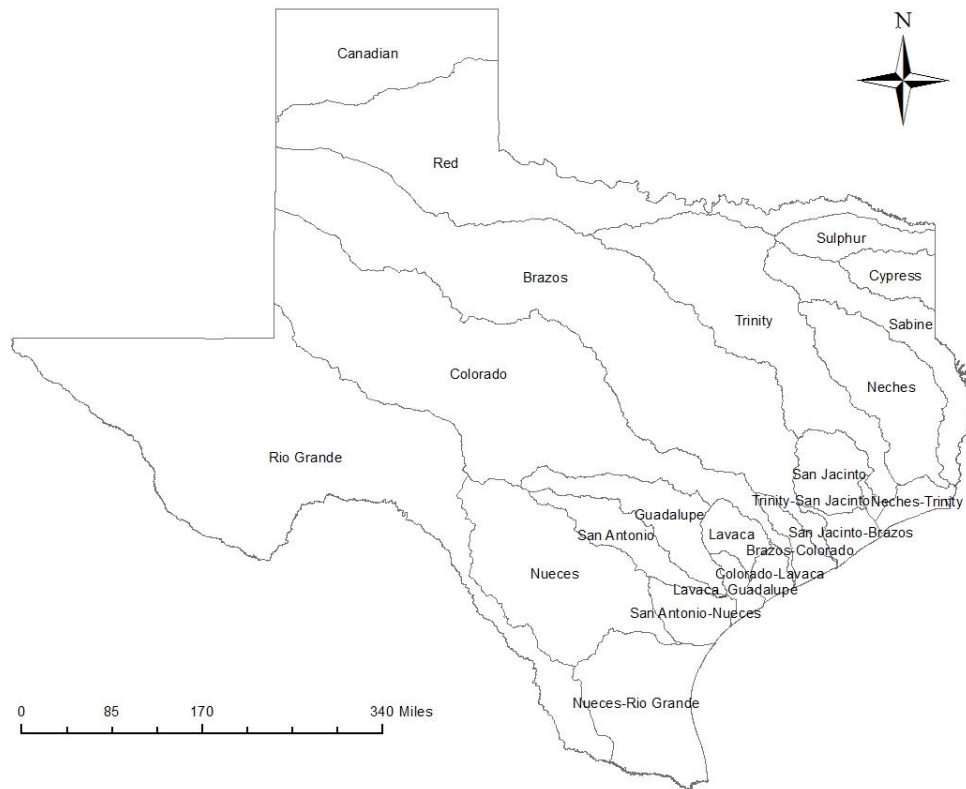 N
Canadian
Red
Sulphur
Cypress
Brazos
Trinity
Sabine
Colorado
Neches
Rio Grande
San Jacinto
Trinity-San Jacinto
Neches-Trinity
Guadalupe
San Antonio
Lavaca
San Jacinto-Brazos
Brazos-Colorado
Nueces
Colorado-Lavaca
Lavaca_Guadalupe
San Antonio-Nueces
Nueces-Rio Grande
0 85 170 340 Miles